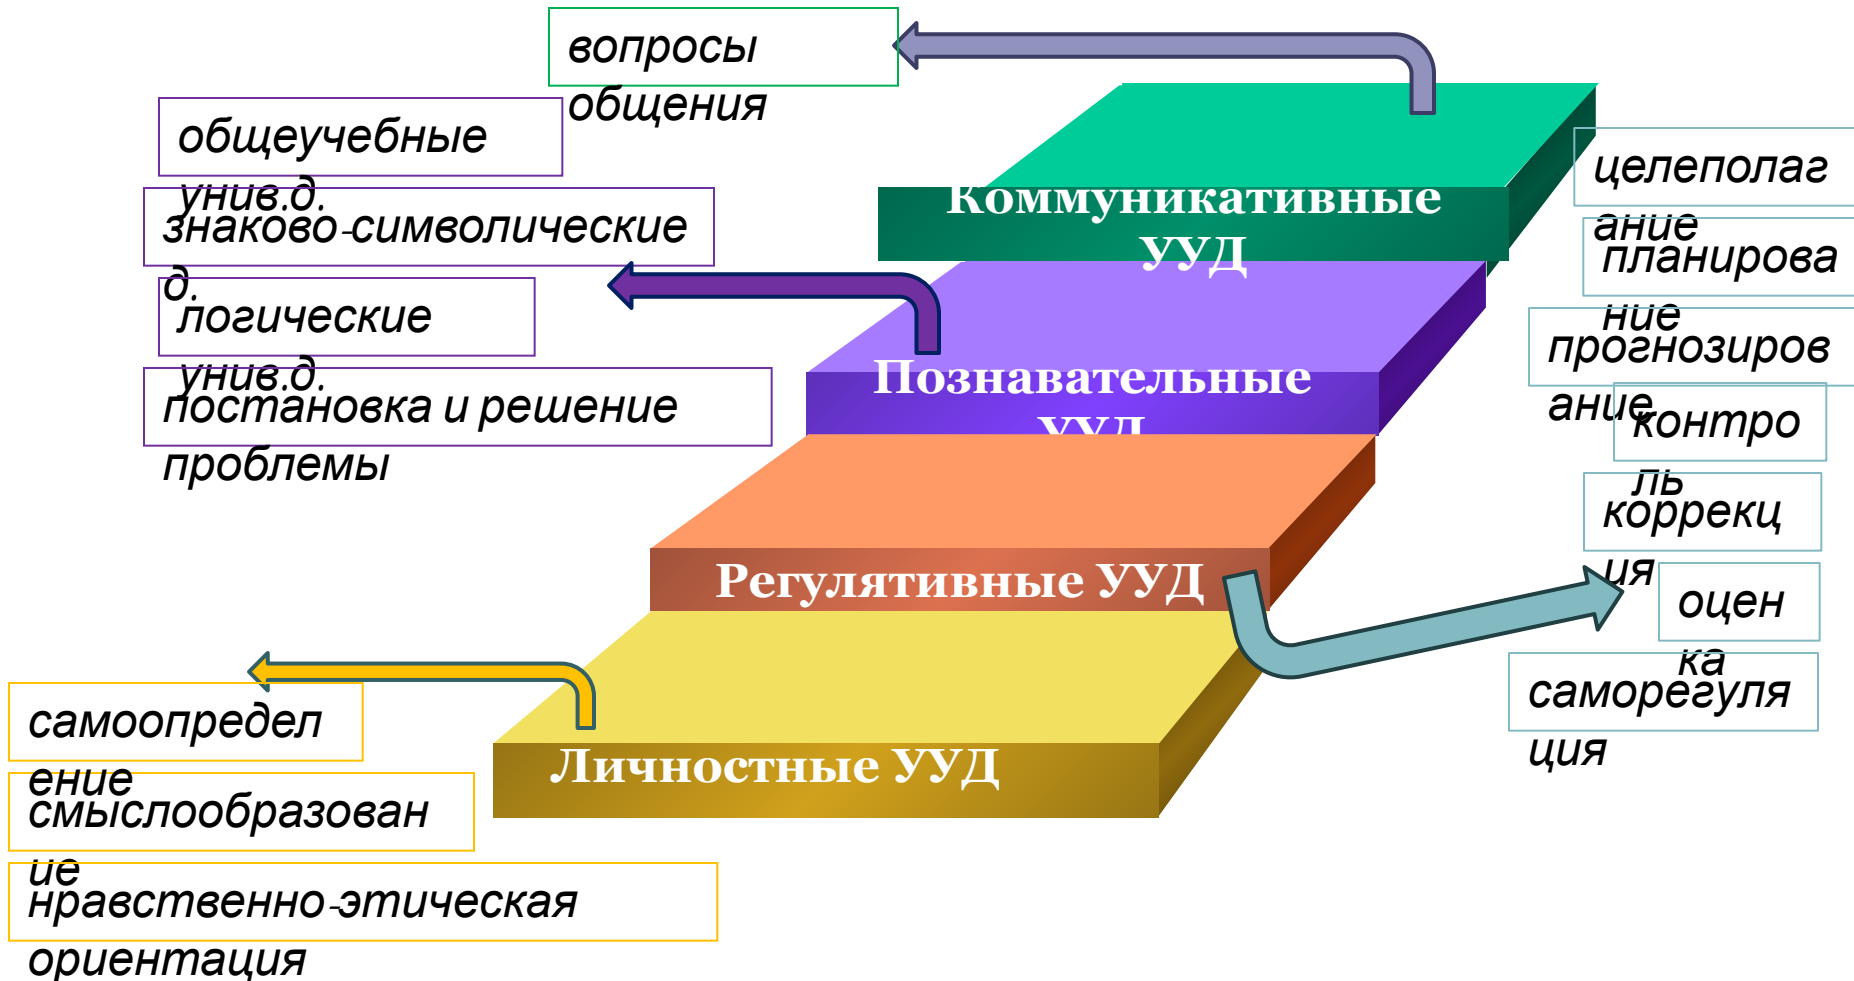 вопросы
общения
общеучебные
унив.д.
знаково-символические
д.
логические
унив.д.
постановка и решение
проблемы
Коммуникативные
УУД
Познавательные
УУД
Регулятивные УУД
Личностные УУД
целеполаг
ание
планирова
ние
прогнозиров
ание
контро
ль
коррекц
ия
оцен
ка
саморегуля
ция
самоопредел
ение
смыслообразован
ие
нравственно-этическая
ориентация